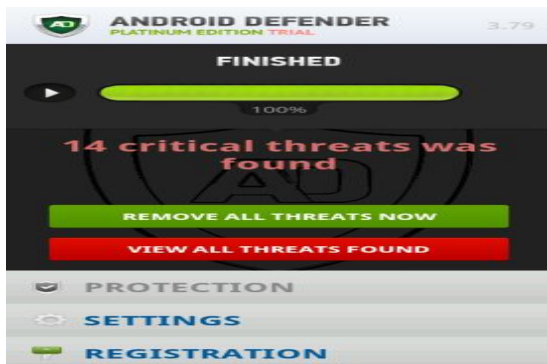 AD
ANDROID DEFENDER
PLATINUM EDITION TRIAL
3.79
FINISHED
100%
14 critical threats was
found
AD
REMOVE ALL THREATS NOW
VIEW ALL THREATS FOUND
PROTECTION
SETTINGS
REGISTRATION